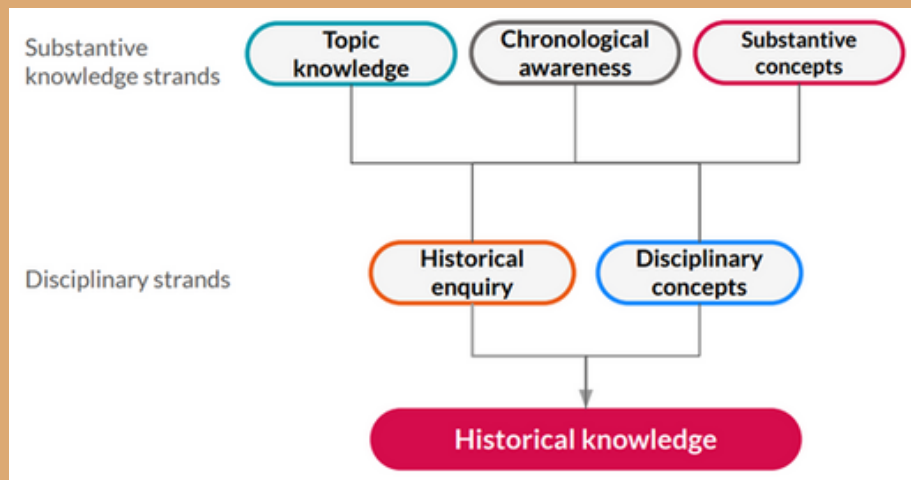 Substantive
knowledge strands
Topic
knowledge
Chronological
awareness
Substantive
concepts
Disciplinary strands
Historical
enquiry
Disciplinary
concepts
Historical knowledge